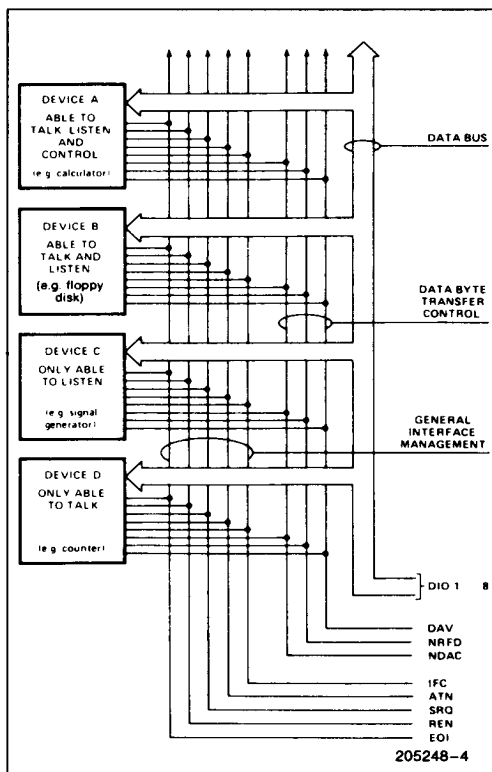 DEVICE A
ABLE TO
TALK LISTEN
AND
CONTROL
(e g calculator)
DATA BUS
DEVICE B
ABLE TO
TALK AND
LISTEN
(e.g. floppy
disk)
DATA BYTE
TRANSFER
CONTROL
DEVICE C
ONLY ABLE
TO LISTEN
(e g signal
generator)
GENERAL
INTERFACE
MANAGEMENT
DEVICE D
ONLY ABLE
TO TALK
(e g counter)
DIO 1 8
DAV
NRFD
NDAC
IFC
ATN
SRQ
REN
EOI
205248-4